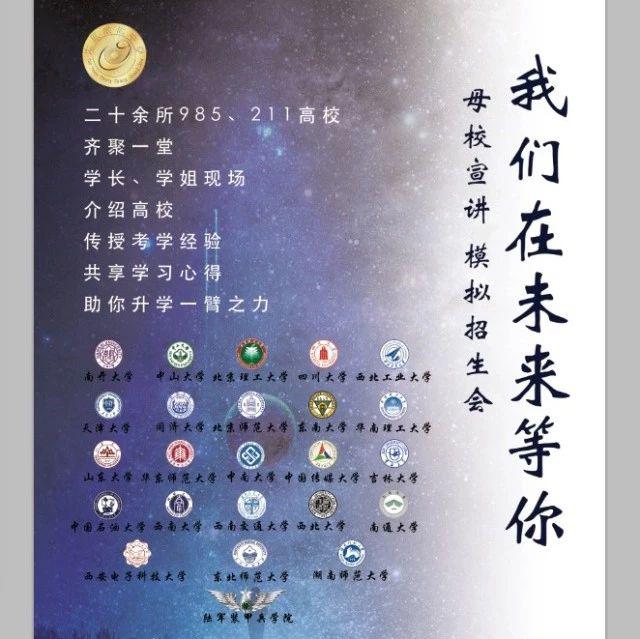 我们在未来等你
母校宣讲 模拟招生会
二十余所985、211高校
齐聚一堂
学长、学姐现场
介绍高校
传授考学经验
共享学习心得
助你升学一臂之力
南开大学 中山大学 北京理工大学 四川大学 西北工业大学
天津大学 同济大学 北京师范大学 东南大学 华南理工大学
山东大学 华东师范大学 中南大学 中国传媒大学 吉林大学
中国石油大学 西南大学 西南交通大学 西北大学 南通大学
西安电子科技大学 东北师范大学 湖南师范大学
陆军装甲兵学院